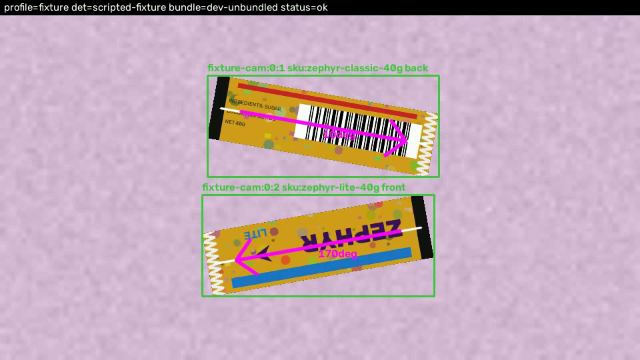 profile=fixture det=scripted-fixture bundle=dev-unbundled status=ok
fixture-cam:0:1 sku:zephyr-classic-40g back
INGREDIENTS: SUGAR
NET 40G
fixture-cam:0:2 sku:zephyr-lite-40g front
LITE
ZEPHYR
170deg